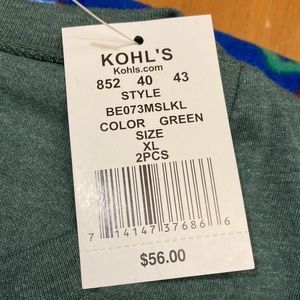 KOHL'S
Kohls.com
852 40 43
STYLE
BE073MSLKL
COLOR GREEN
SIZE
XL
2PCS
7 14147 37686 6
$56.00